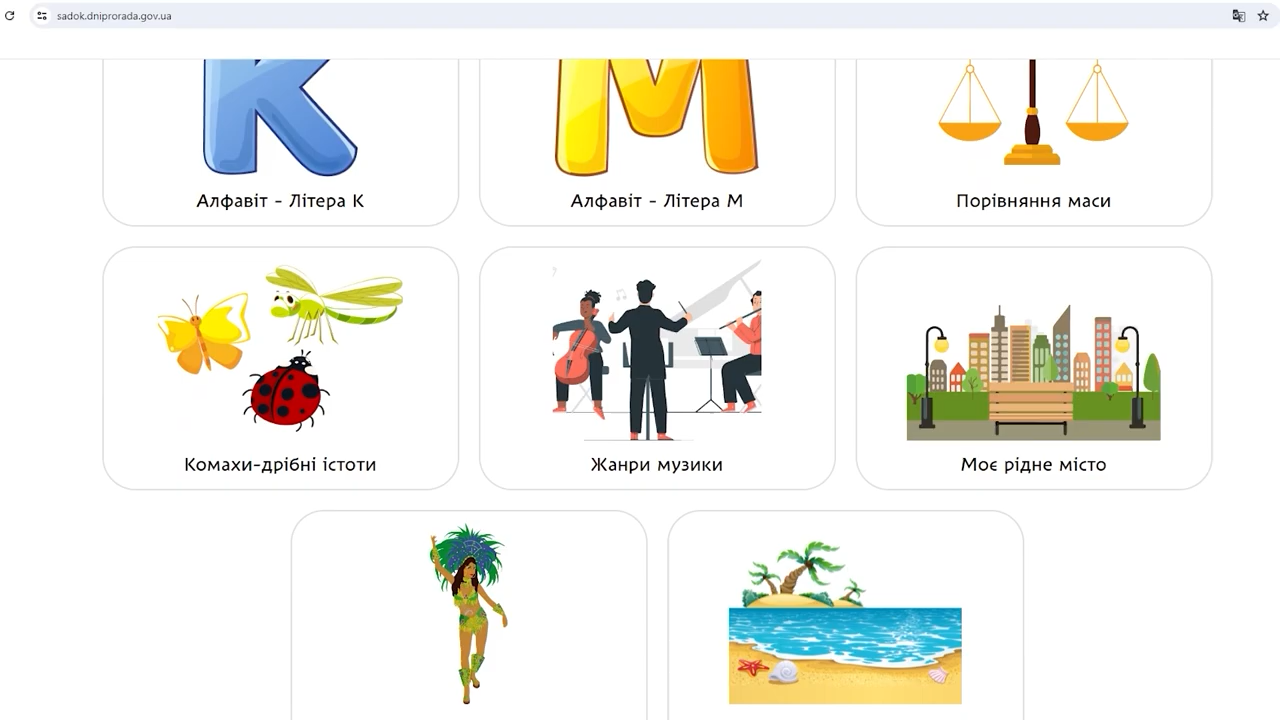 sadok.dniprorada.gov.ua
Алфавіт - Літера К
Алфавіт - Літера М
Порівняння маси
Комахи-дрібні істоти
Жанри музики
Моє рідне місто